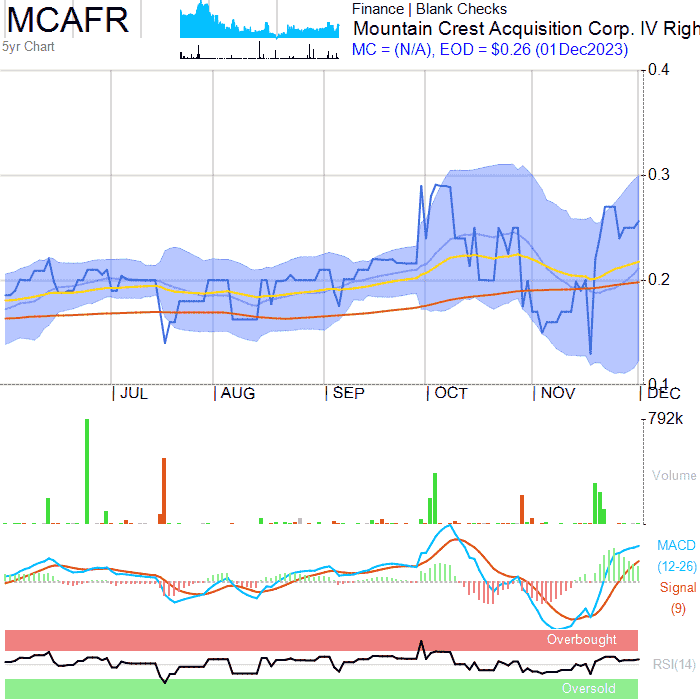 MCAFR
5yr Chart
Finance | Blank Checks
Mountain Crest Acquisition Corp. IV Righ
MC = (N/A), EOD = $0.26 (01Dec2023)
0.4
0.3
0.2
0.1
JUL AUG SEP OCT NOV DEC
792k
Volume
MACD
(12-26)
Signal
(9)
Overbought
RSI(14)
Oversold